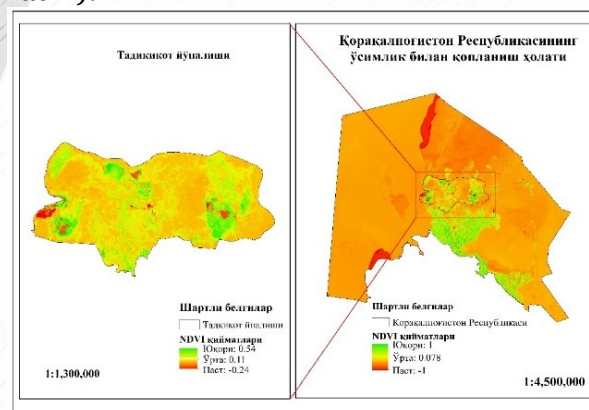 Тадқиқот йўналиши
Шартли белгилар
Тадқиқот йўналиши
NDVI қийматлари
Юқори: 0.54
Ўрта: 0.11
Паст: -0.24
1:1,300,000
Қорақалпоғистон Республикасининг
ўсимлик билан қопланиш ҳолати
Шартли белгилар
Қорақалпоғистон Республикаси
NDVI қийматлари
Юқори: 1
Ўрта: 0.078
Паст: -1
1:4,500,000